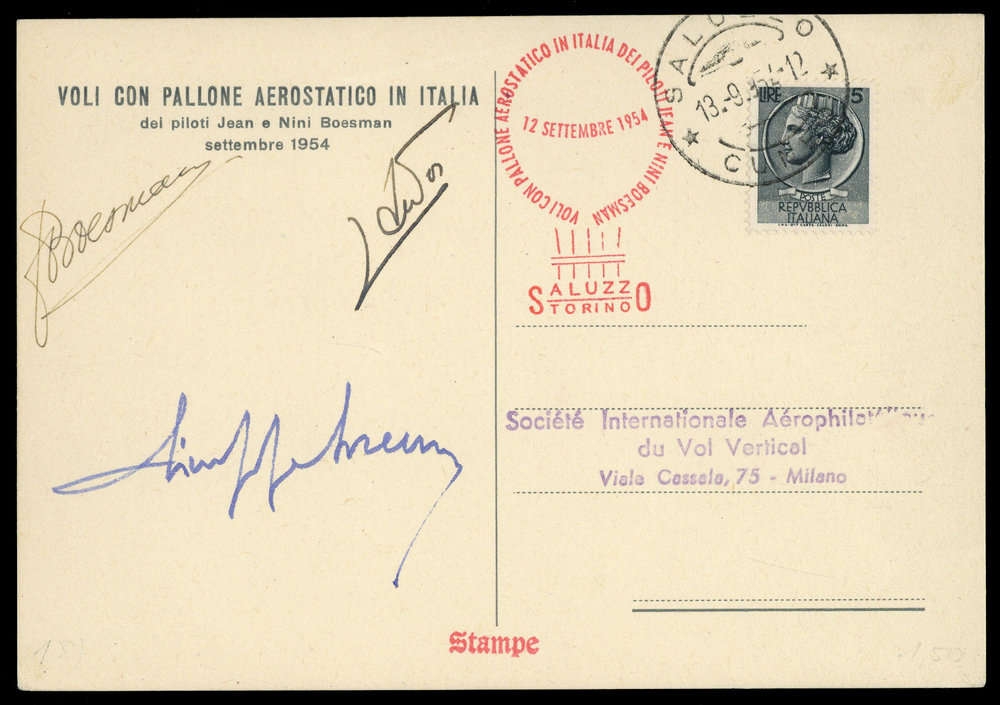 VOLI CON PALLONE AEROSTATICO IN ITALIA
dei piloti Jean e Nini Boesman
settembre 1954
Boesman
VOLI CON PALLONE AEROSTATICO IN ITALIA DEI PILOTI JEAN E NINI BOESMAN
12 SETTEMBRE 1954
SALUZZO
TORINO
SALUZZO
13.-9.54-12
LIRE 5
POSTE
REPVBBLICA
ITALIANA
Société Internationale
du Vol Vertical
Viale Cassala, 75 - Milano
Stampe